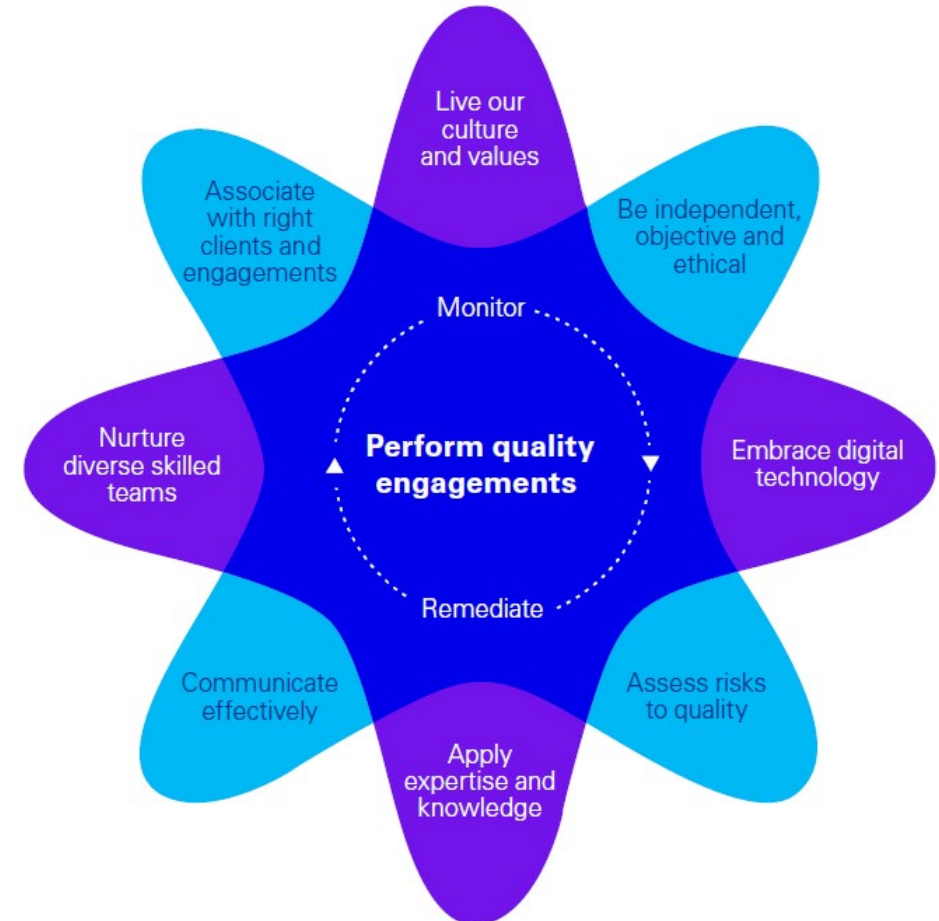 Live our
culture
and values
Be independent,
objective and
ethical
Embrace digital
technology
Assess risks
to quality
Apply
expertise and
knowledge
Communicate
effectively
Nurture
diverse skilled
teams
Associate
with right
clients and
engagements
Monitor
Perform quality
engagements
Remediate